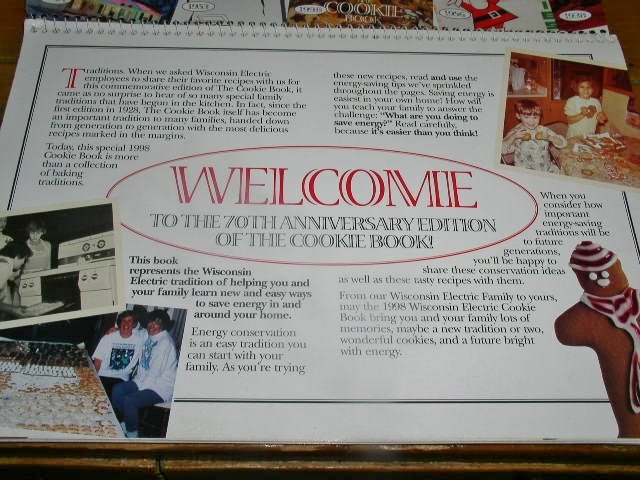 1953
1958
COOKIE
BOOK
1966
1938
Traditions. When we asked Wisconsin Electric
employees to share their favorite recipes with us for
this commemorative edition of The Cookie Book, it
came as no surprise to hear of so many special family
traditions that have begun in the kitchen. In fact, since the
first edition in 1928, The Cookie Book itself has become
an important tradition to many families, handed down
from generation to generation with the most delicious
recipes marked in the margins.
Today, this special 1998
Cookie Book is more
than a collection
of baking
traditions.
these new recipes, read and use the
energy-saving tips we've sprinkled
throughout the pages. Saving energy is
easiest in your own home! How will
you teach your family to answer the
challenge: "What are you doing to
save energy?" Read carefully,
because it's easier than you think!
WELCOME
TO THE 70TH ANNIVERSARY EDITION
OF THE COOKIE BOOK!
This book
represents the Wisconsin
Electric tradition of helping you and
your family learn new and easy ways
to save energy in and
around your home.
Energy conservation
is an easy tradition you
can start with your
family. As you're trying
When you
consider how
important
energy-saving
traditions will be
to future
generations,
you'll be happy to
share these conservation ideas
as well as these tasty recipes with them.
From our Wisconsin Electric Family to yours,
may the 1998 Wisconsin Electric Cookie
Book bring you and your family lots of
memories, maybe a new tradition or two,
wonderful cookies, and a future bright
with energy.